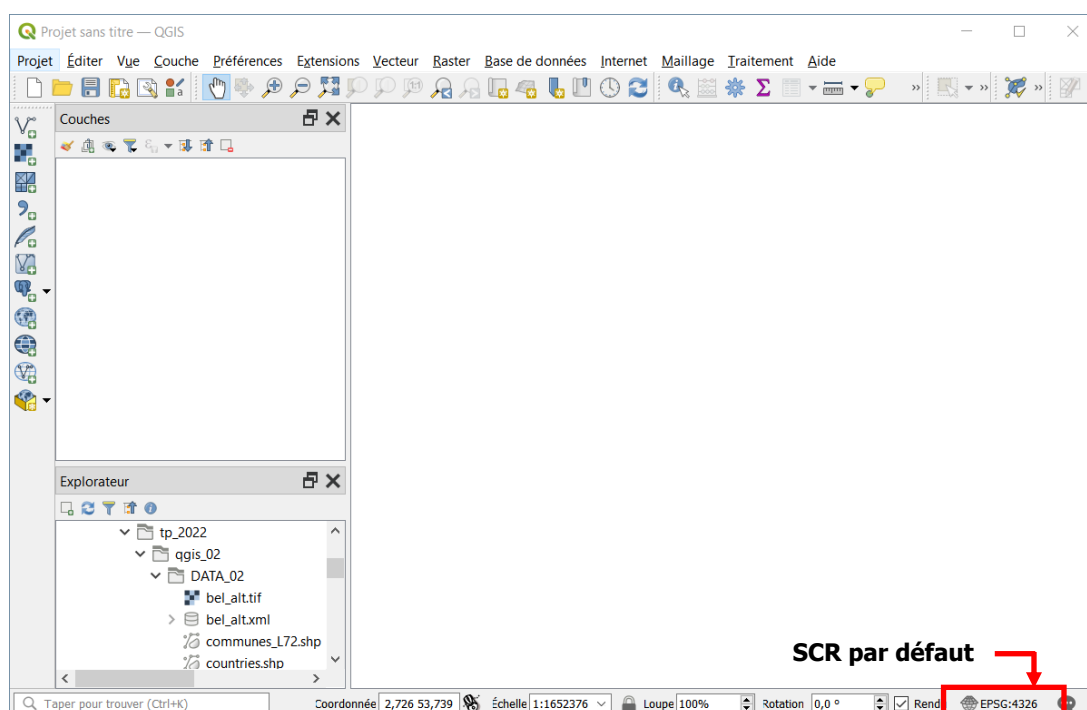 Projet sans titre — QGIS
Projet Éditer Vue Couche Préférences Extensions Vecteur Raster Base de données Internet Maillage Traitement Aide
Couches
Explorateur
tp_2022
qgis_02
DATA_02
bel_alt.tif
bel_alt.xml
communes_L72.shp
countries.shp
SCR par défaut
Taper pour trouver (Ctrl+K) Coordonnée 2,726 53,739 Échelle 1:1652376 Loupe 100% Rotation 0,0 ° Rend EPSG:4326